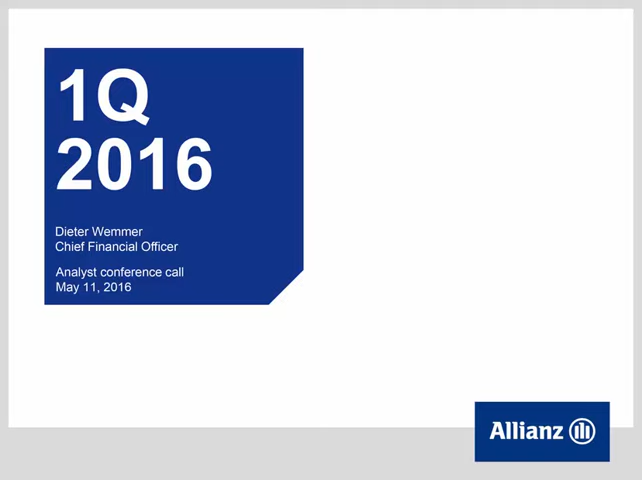 1Q
2016
Dieter Wemmer
Chief Financial Officer
Analyst conference call
May 11, 2016
Allianz